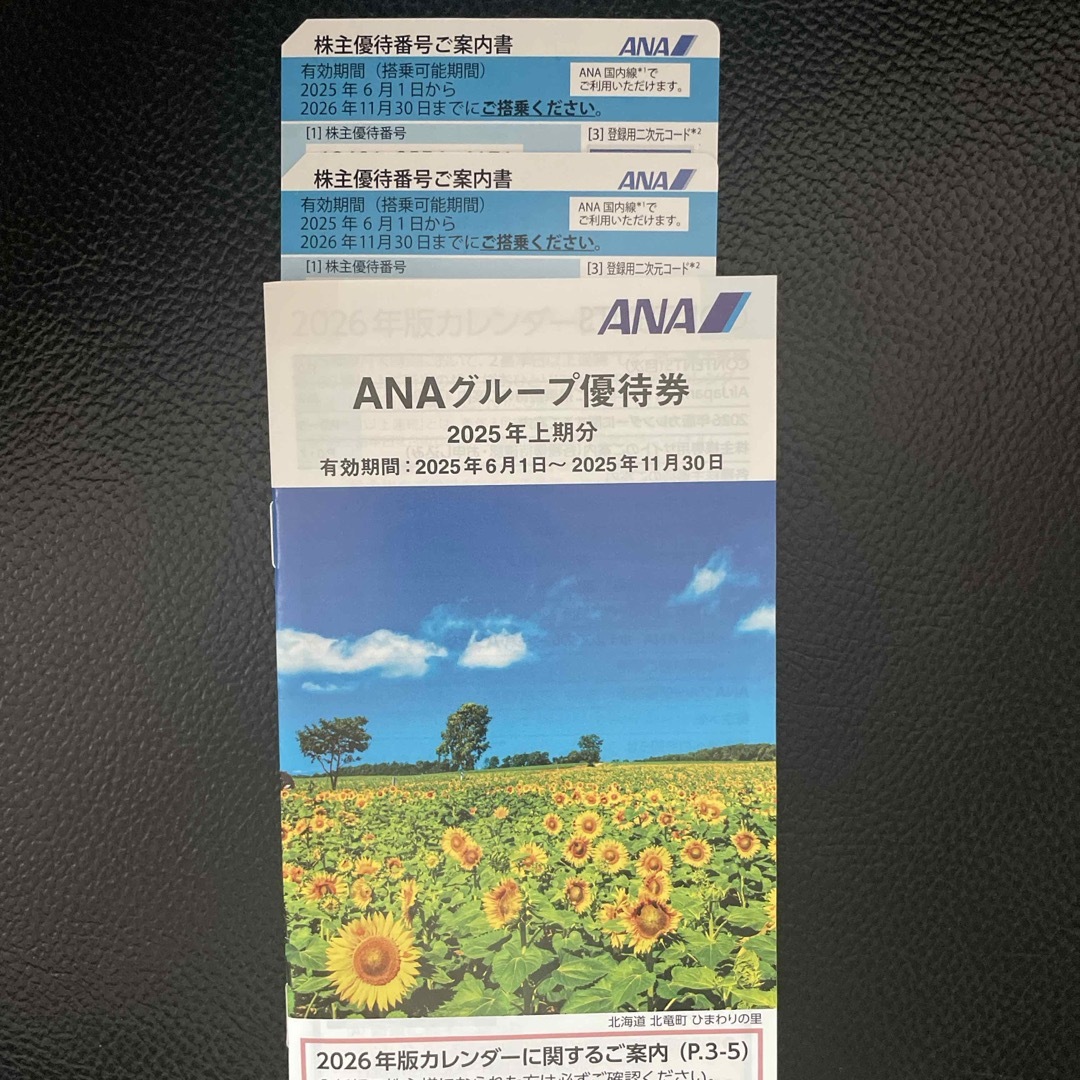 株主優待番号ご案内書
ANA
有効期間（搭乗可能期間）
2025年6月1日から
2026年11月30日までにご搭乗ください。
ANA国内線*1で
ご利用いただけます。
[1] 株主優待番号
[3] 登録用二次元コード*2
株主優待番号ご案内書
ANA
有効期間（搭乗可能期間）
2025年6月1日から
2026年11月30日までにご搭乗ください。
ANA国内線*1で
ご利用いただけます。
[1] 株主優待番号
[3] 登録用二次元コード*2
ANA
ANAグループ優待券
2025年上期分
有効期間：2025年6月1日～2025年11月30日
北海道 北竜町 ひまわりの里
2026年版カレンダーに関するご案内（P.3-5）